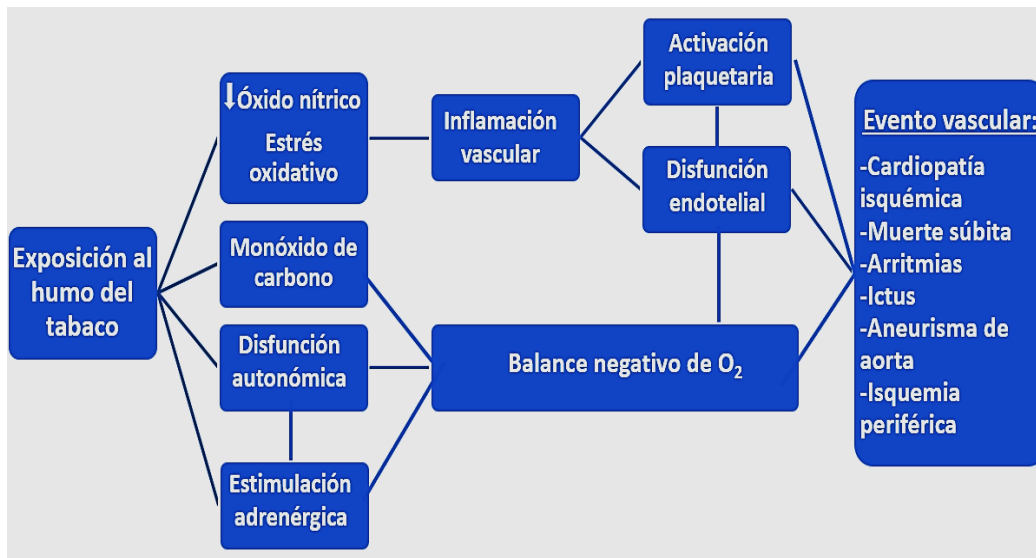 Exposición al
humo del
tabaco
↓Óxido nítrico
Estrés
oxidativo
Monóxido de
carbono
Disfunción
autonómica
Estimulación
adrenérgica
Inflamación
vascular
Activación
plaquetaria
Disfunción
endotelial
Balance negativo de O₂
Evento vascular:
-Cardiopatía
isquémica
-Muerte súbita
-Arritmias
-Ictus
-Aneurisma de
aorta
-Isquemia
periférica